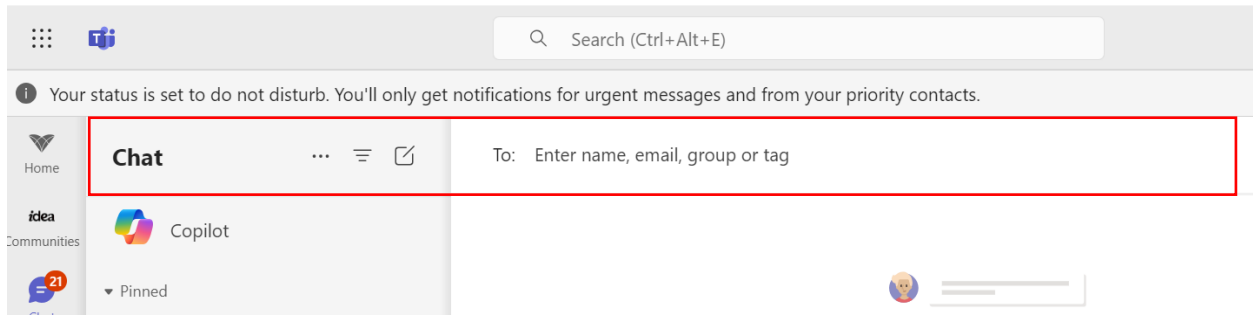 Search (Ctrl+Alt+E)
Your status is set to do not disturb. You'll only get notifications for urgent messages and from your priority contacts.
Home
Chat
To: Enter name, email, group or tag
idea
Communities
Copilot
21
Pinned